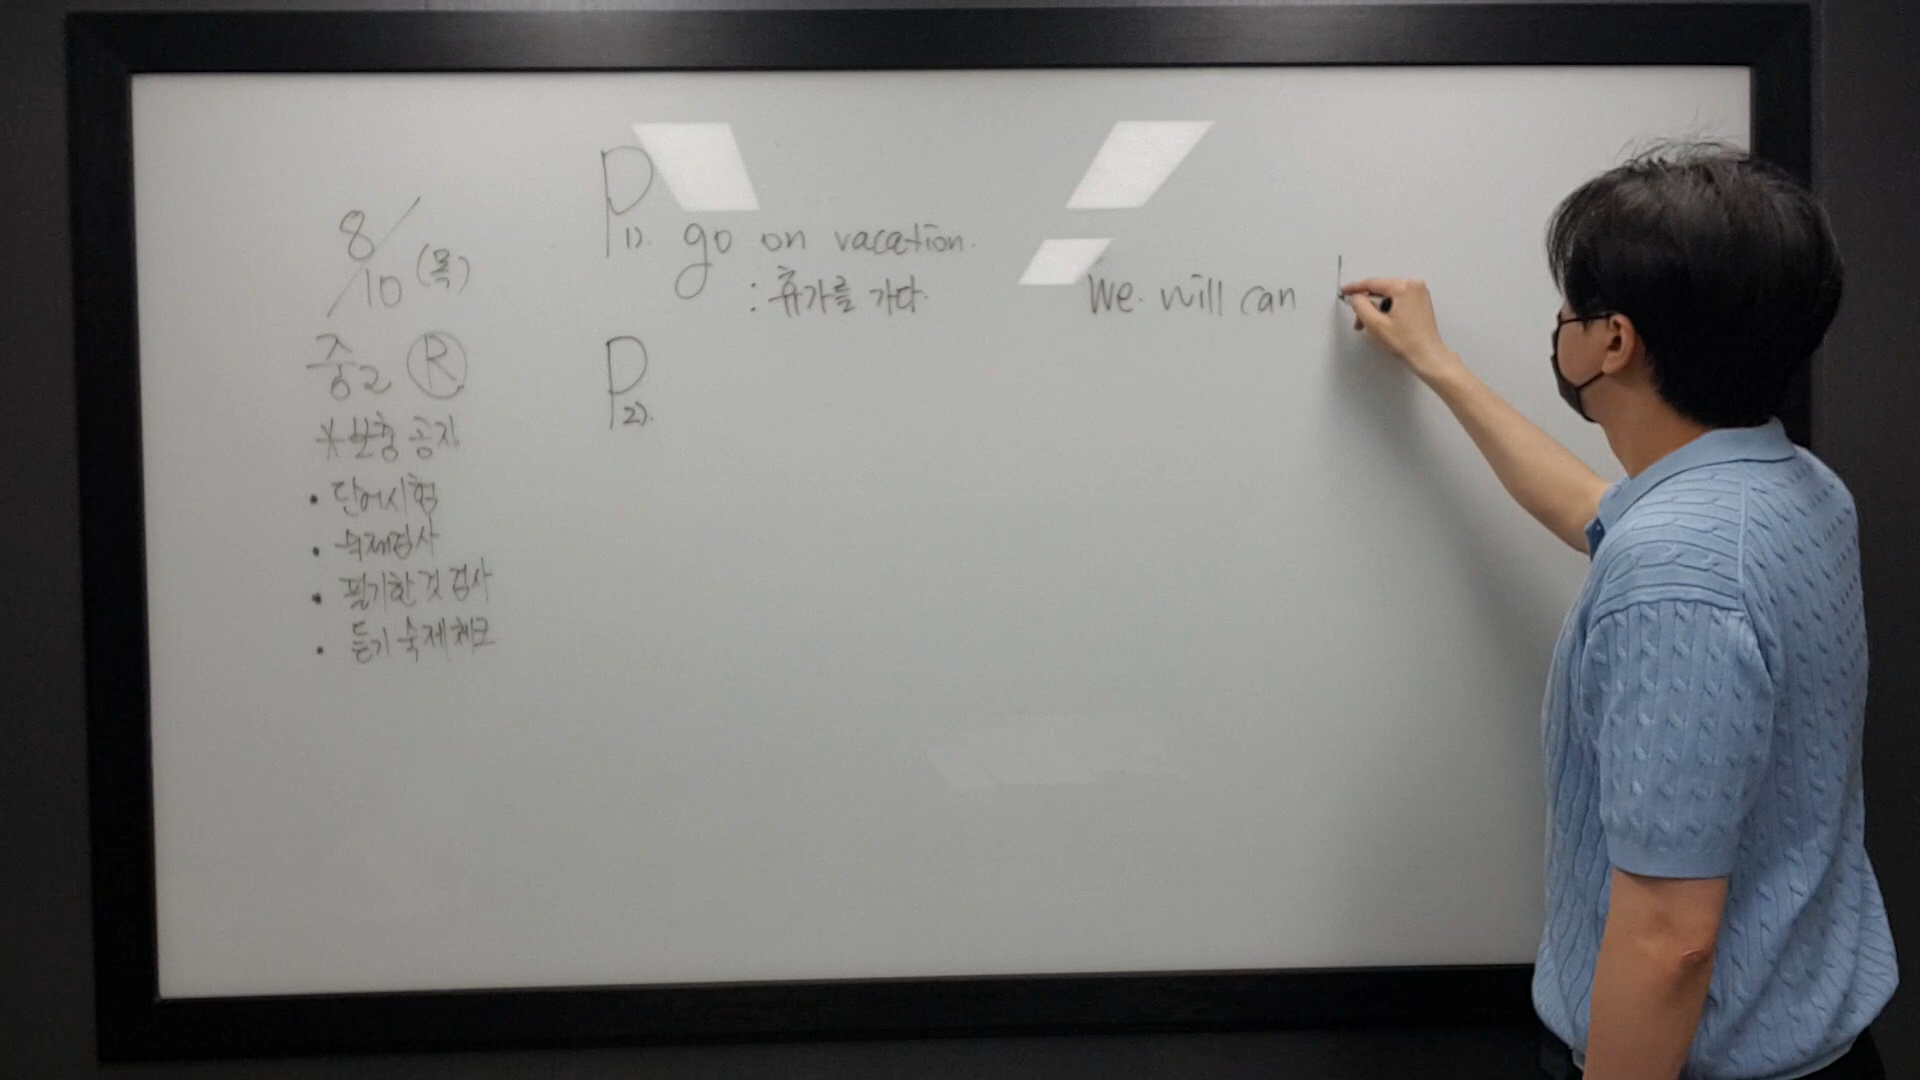 8/10 (목)
중2 Ⓡ
* 보충 공지
• 단어시험
• 숙제검사
• 필기한 것 검사
• 듣기 숙제 체크
P 1). go on vacation.
: 휴가를 가다.
P 2).
We will can